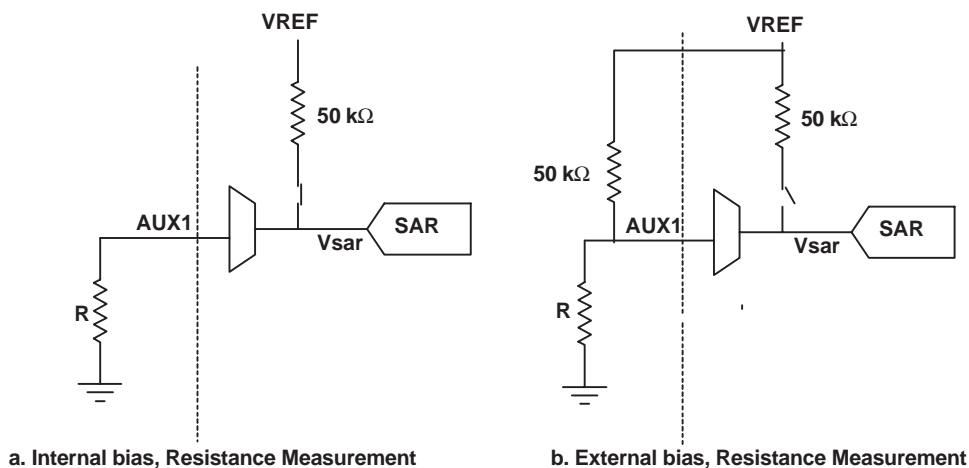 VREF
50 kΩ
AUX1
Vsar
SAR
R
a. Internal bias, Resistance Measurement
VREF
50 kΩ
50 kΩ
AUX1
Vsar
SAR
R
b. External bias, Resistance Measurement